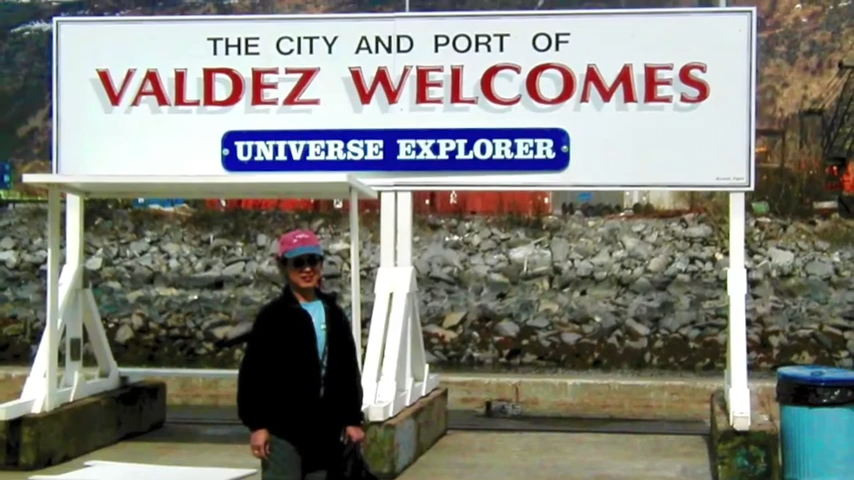 THE CITY AND PORT OF
VALDEZ WELCOMES
UNIVERSE EXPLORER